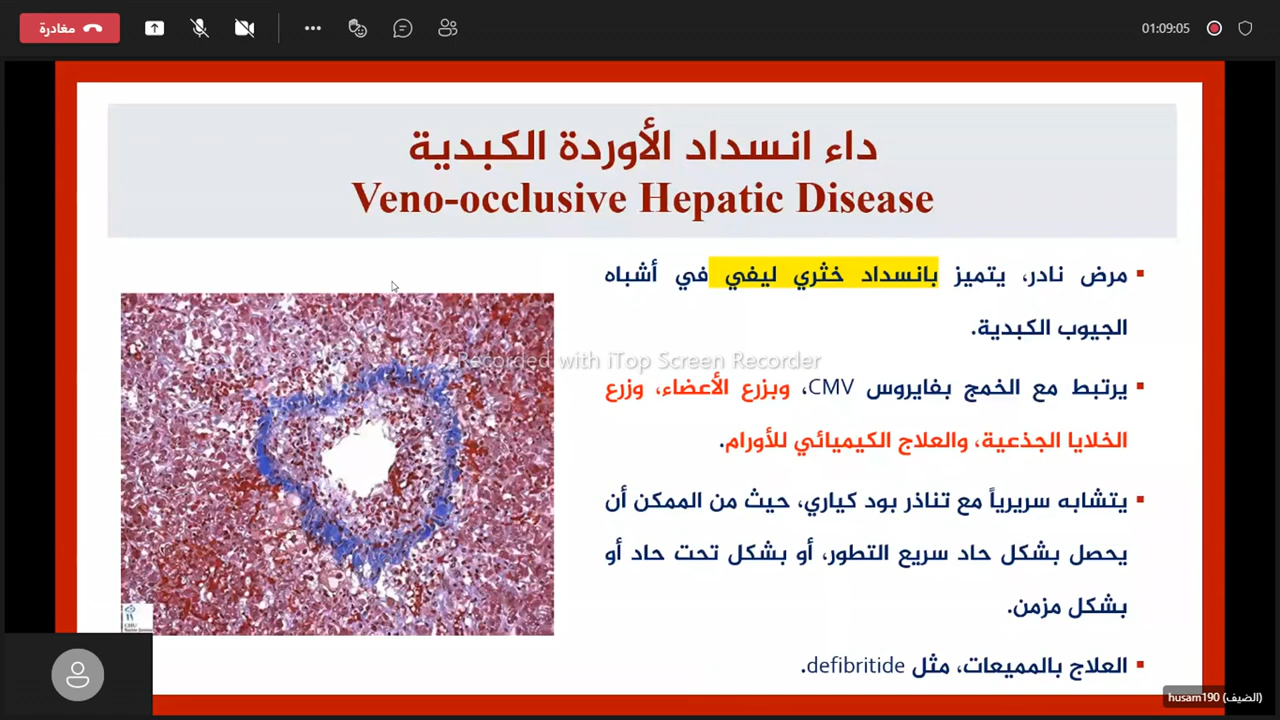 مغادرة
01:09:05
داء انسداد الأوردة الكبدية
Veno-occlusive Hepatic Disease
مرض نادر، يتميز بانسداد خثري ليفي في أشباه
الجيوب الكبدية.
Recorded with iTop Screen Recorder
يرتبط مع الخمج بفايروس CMV، وبزرع الأعضاء، وزرع
الخلايا الجذعية، والعلاج الكيميائي للأورام.
يتشابه سريرياً مع تناذر بود كياري، حيث من الممكن أن
يحصل بشكل حاد سريع التطور، أو بشكل تحت حاد أو
بشكل مزمن.
العلاج بالمميعات، مثل defibritide.
CHU
husam190 (الضيف)